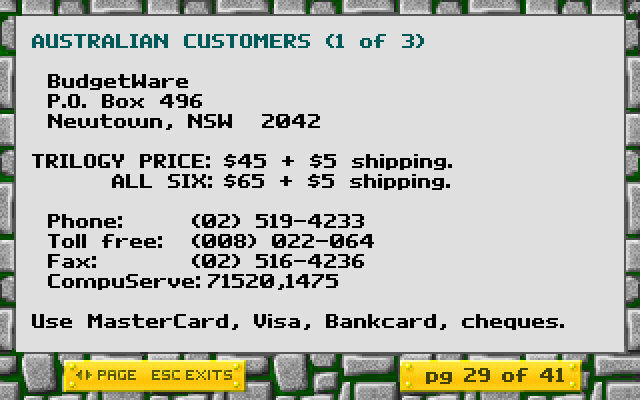 AUSTRALIAN CUSTOMERS (1 of 3)
BudgetWare
P.O. Box 496
Newtown, NSW  2042
TRILOGY PRICE: $45 + $5 shipping.
ALL SIX: $65 + $5 shipping.
Phone: (02) 519-4233
Toll free: (008) 022-064
Fax: (02) 516-4236
CompuServe: 71520,1475
Use MasterCard, Visa, Bankcard, cheques.
PAGE ESC EXITS
pg 29 of 41